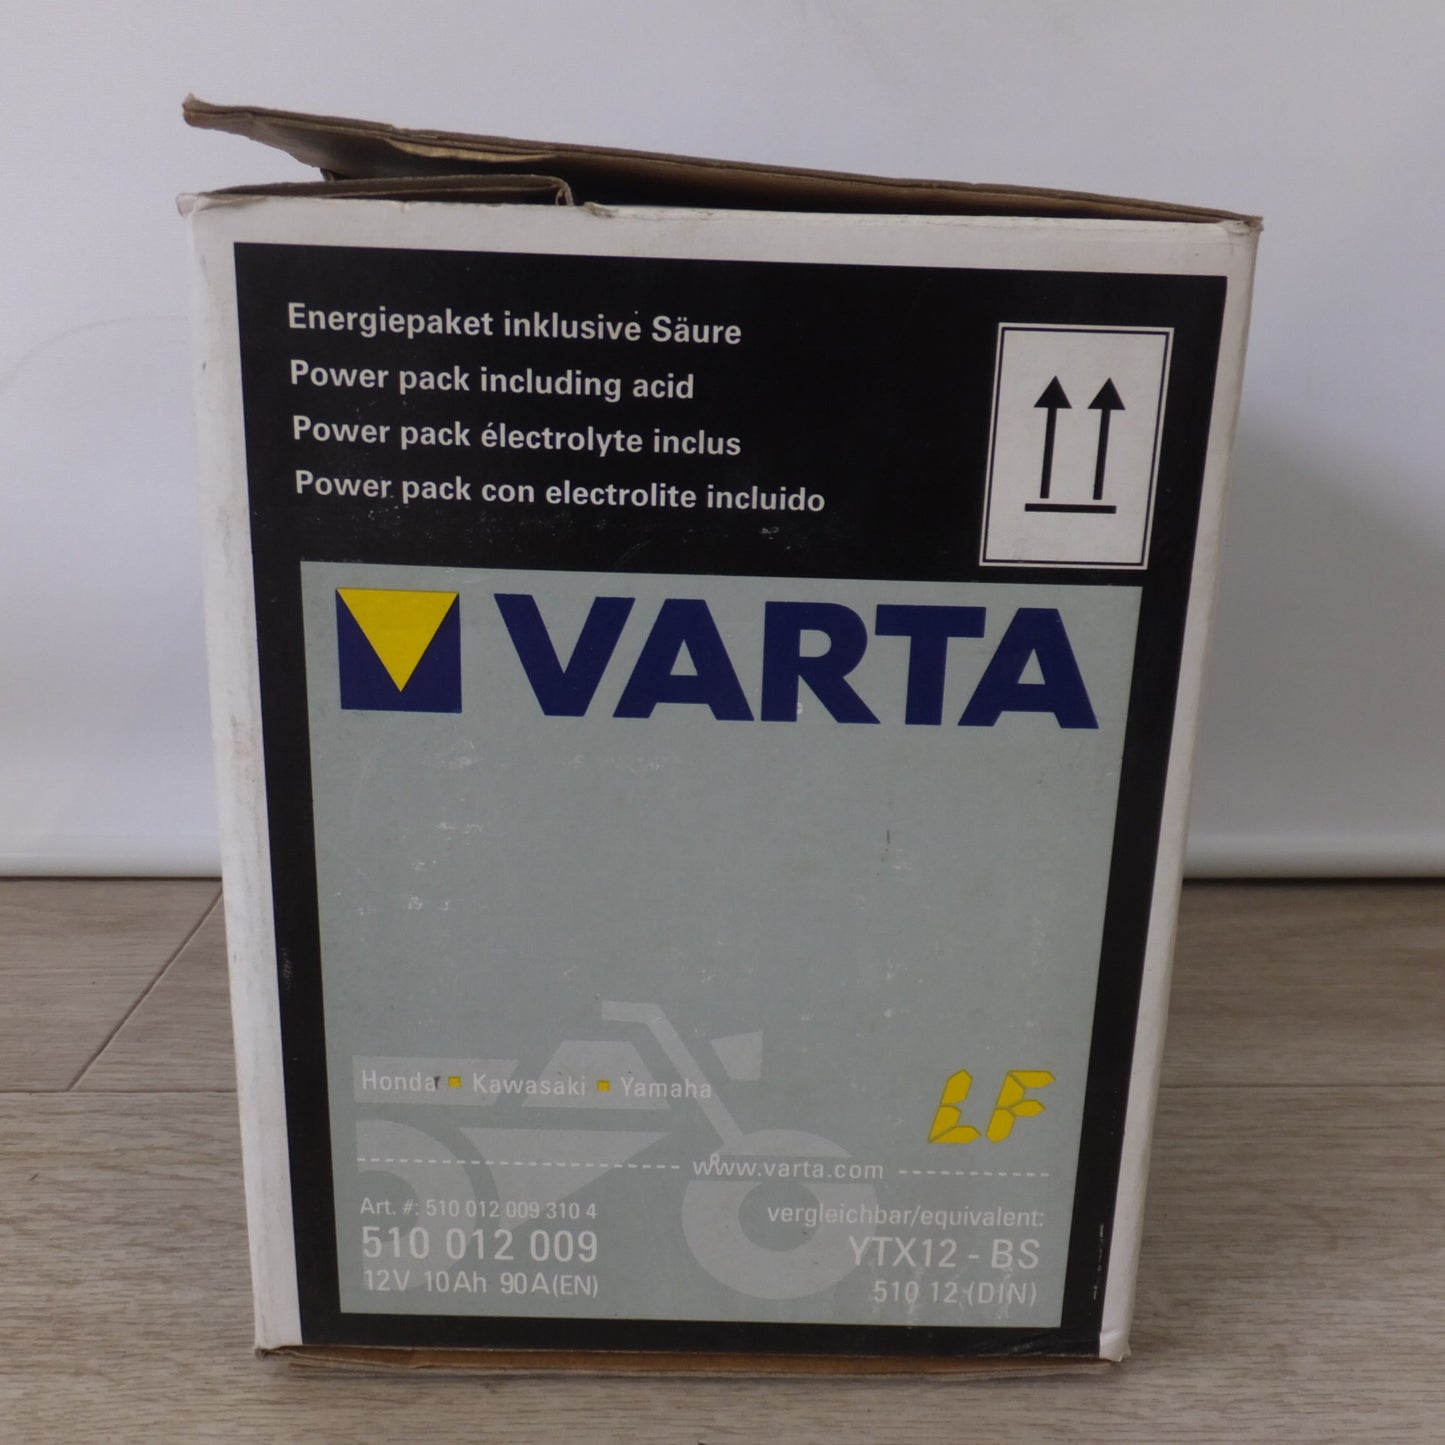 Energiepaket inklusive Säure
Power pack including acid
Power pack électrolyte inclus
Power pack con electrolite incluido
VARTA
Honda ▪ Kawasaki ▪ Yamaha
LF
www.varta.com
Art. #: 510 012 009 310 4
510 012 009
12V 10Ah 90A(EN)
vergleichbar/equivalent:
YTX12 - BS
510 12 (DIN)